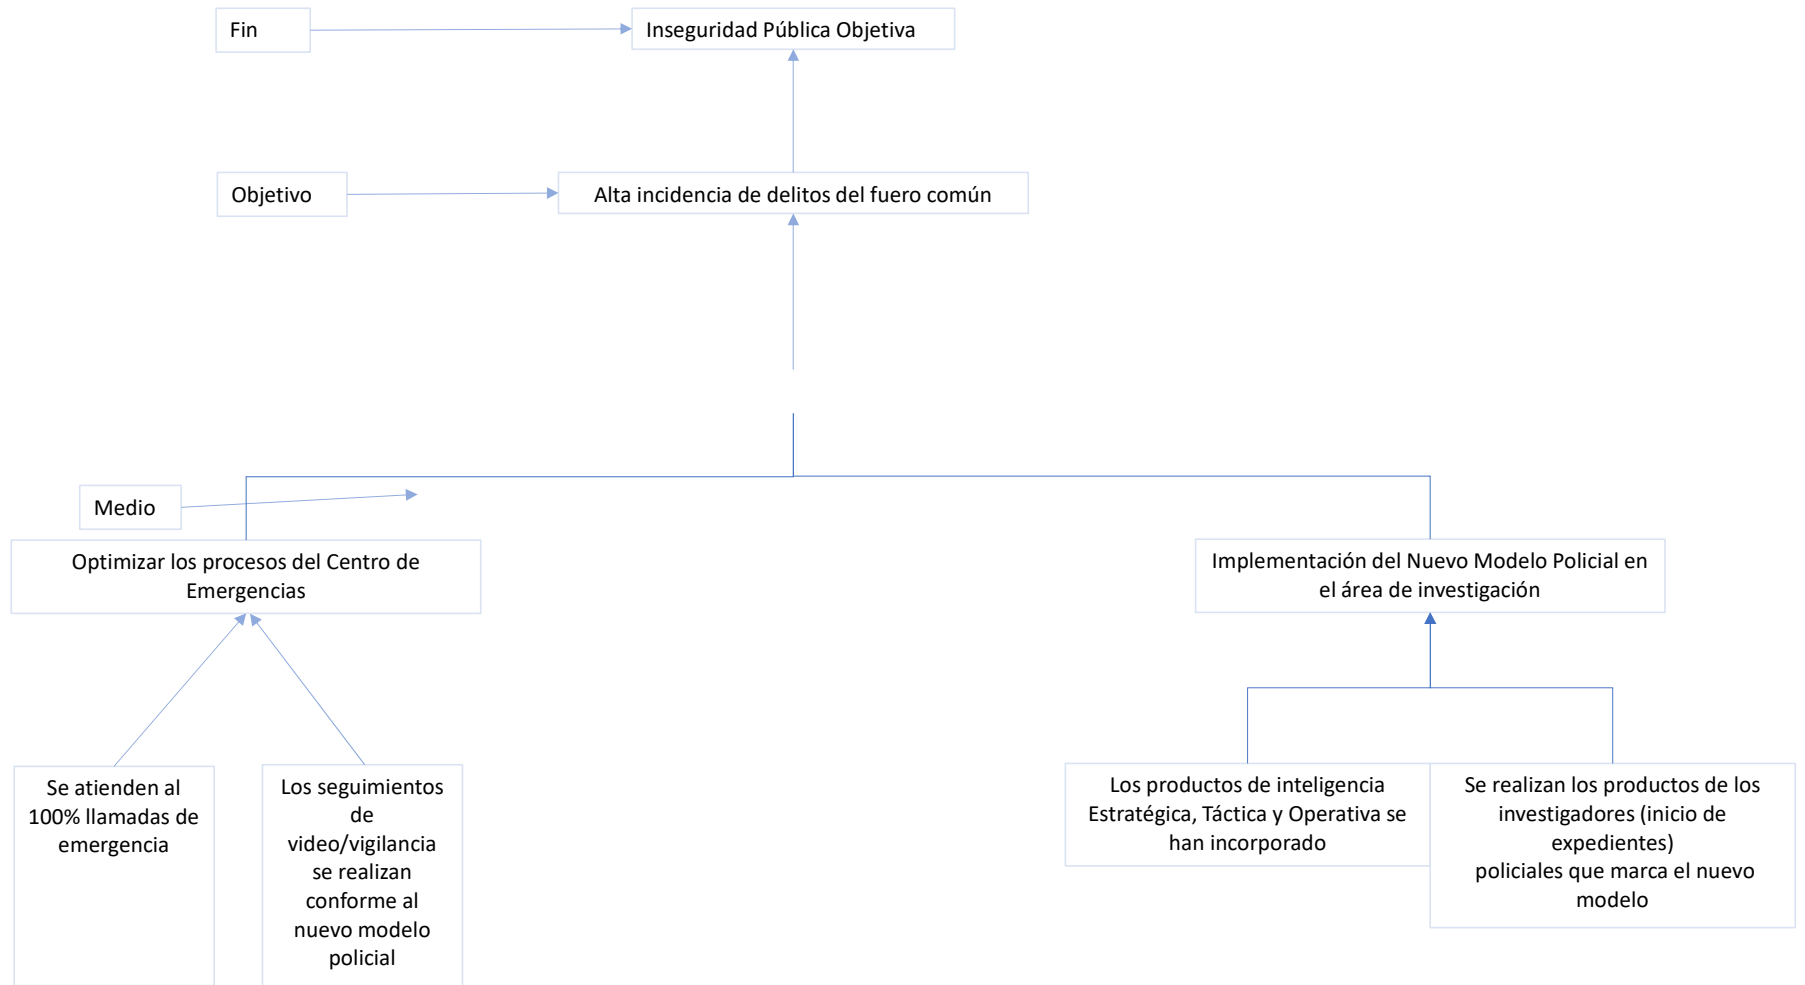 Fin
Inseguridad Pública Objetiva
Objetivo
Alta incidencia de delitos del fuero común
Medio
Optimizar los procesos del Centro de
Emergencias
Implementación del Nuevo Modelo Policial en
el área de investigación
Se atienden al
100% llamadas de
emergencia
Los seguimientos
de
video/vigilancia
se realizan
conforme al
nuevo modelo
policial
Los productos de inteligencia
Estratégica, Táctica y Operativa se
han incorporado
Se realizan los productos de los
investigadores (inicio de
expedientes)
policiales que marca el nuevo
modelo